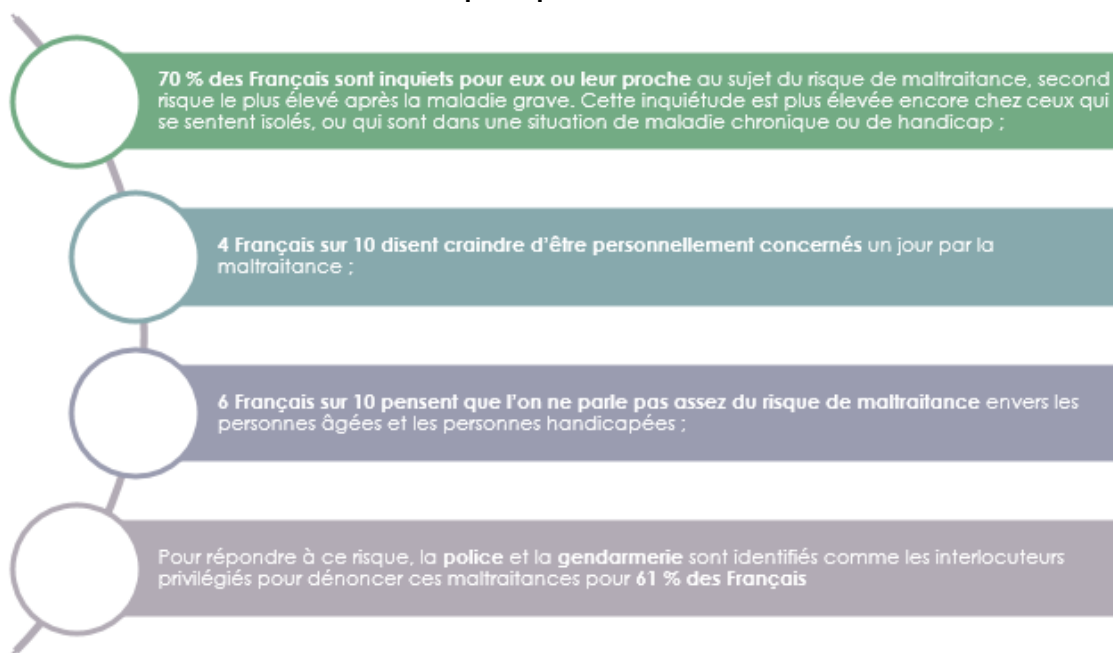 70 % des Français sont inquiets pour eux ou leur proche au sujet du risque de maltraitance, second
risque le plus élevé après la maladie grave. Cette inquiétude est plus élevée encore chez ceux qui
se sentent isolés, ou qui sont dans une situation de maladie chronique ou de handicap ;
4 Français sur 10 disent craindre d'être personnellement concernés un jour par la
maltraitance ;
6 Français sur 10 pensent que l'on ne parle pas assez du risque de maltraitance envers les
personnes âgées et les personnes handicapées ;
Pour répondre à ce risque, la police et la gendarmerie sont identifiés comme les interlocuteurs
privilégiés pour dénoncer ces maltraitances pour 61 % des Français